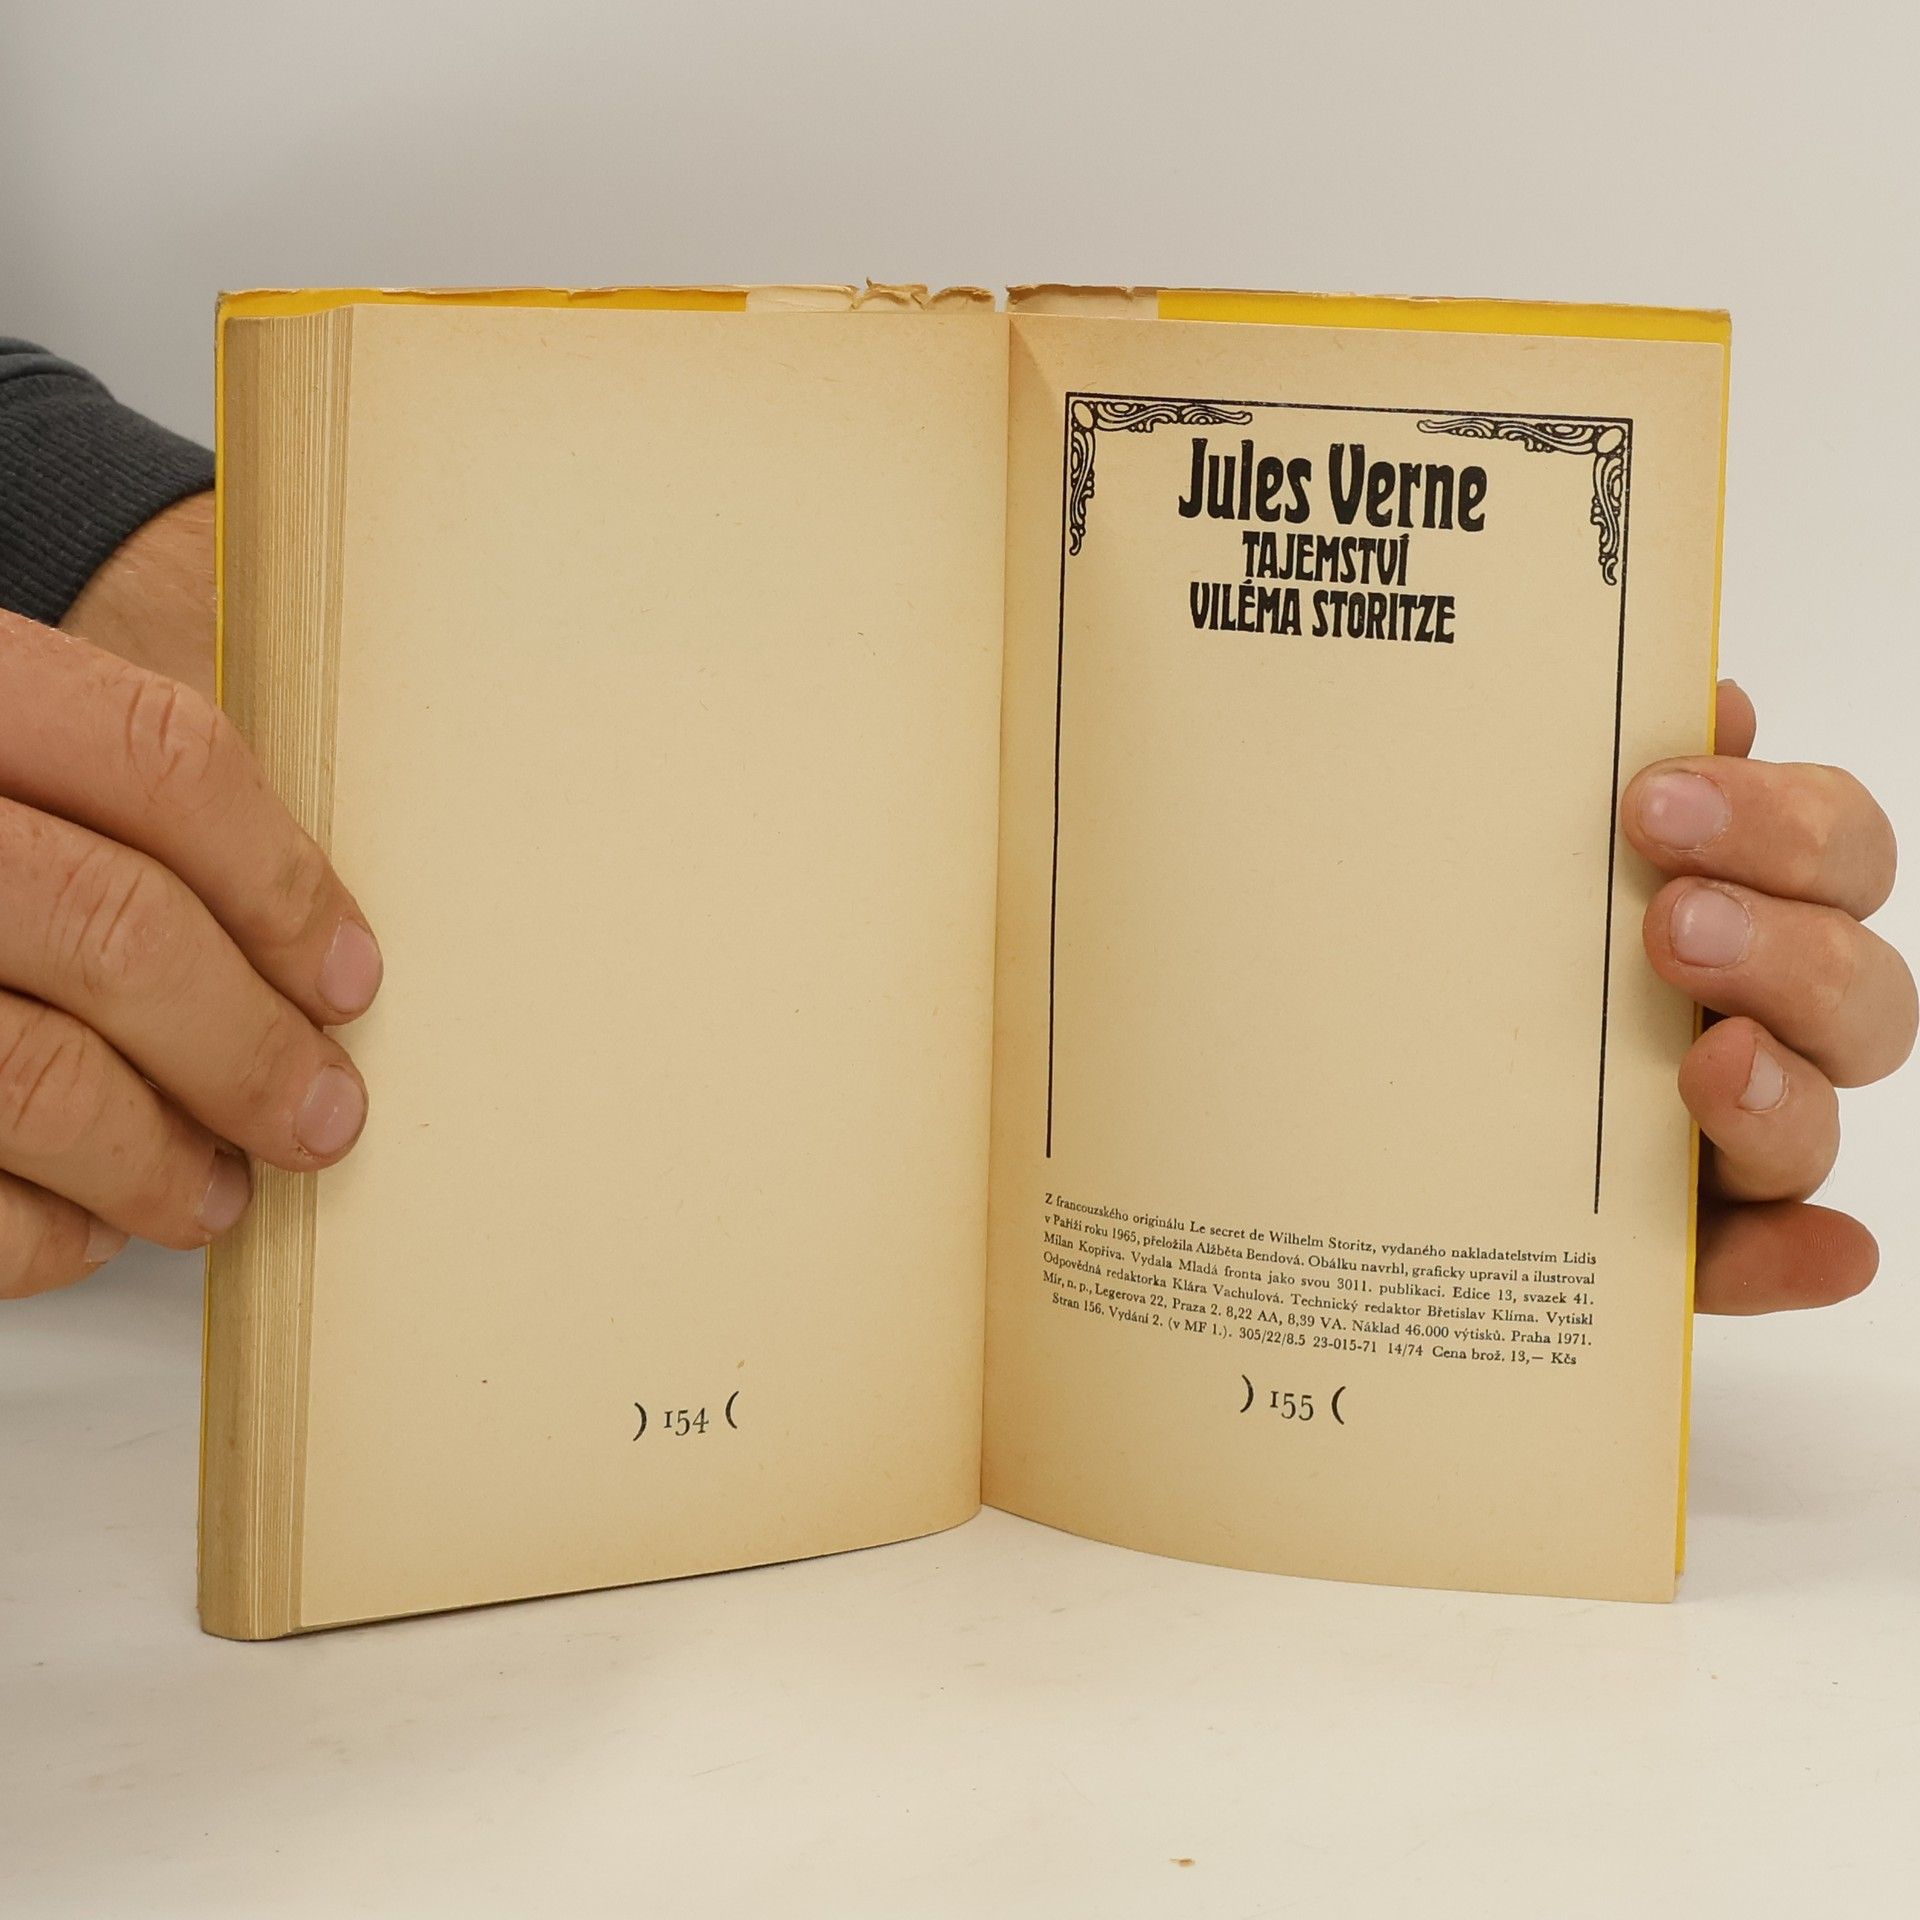 ) 154 (
Jules Verne
TAJEMSTVÍ
VILÉMA STORITZE
Z francouzského originálu Le secret de Wilhelm Storitz, vydaného nakladatelstvím Lidis
v Paříži roku 1965, přeložila Alžběta Bendová. Obálku navrhl, graficky upravil a ilustroval
Milan Kopřiva. Vydala Mladá fronta jako svou 3011. publikaci. Edice 13, svazek 41.
Odpovědná redaktorka Klára Vachulová. Technický redaktor Břetislav Klíma. Vytiskl
Mír, n. p., Legerova 22, Praza 2. 8,22 AA, 8,39 VA. Náklad 46.000 výtisků. Praha 1971.
Stran 156. Vydání 2. (v MF 1.). 305/22/8.5 23-015-71 14/74 Cena brož. 13,— Kčs
) 155 (